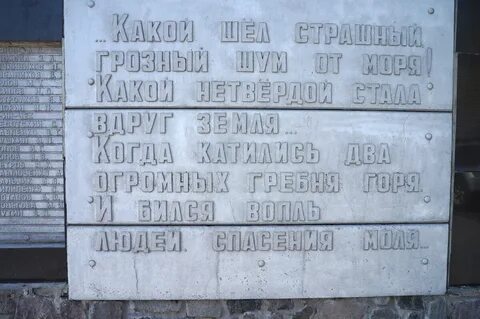 ...Какой шёл страшный
грозный шум от моря!
Какой нетвёрдой стала
вдруг земля...
Когда катились два
огромных гребня горя.
И бился вопль
людей, спасения моля...